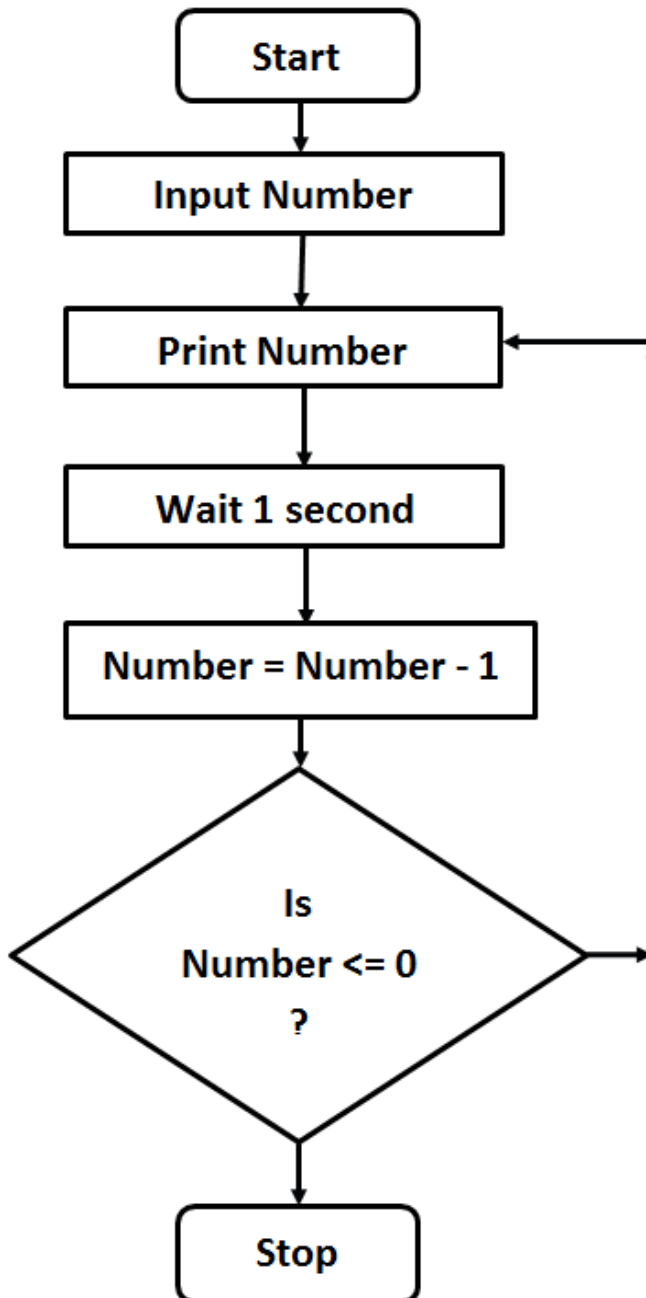 Start
Input Number
Print Number
Wait 1 second
Number = Number - 1
Is
Number <= 0
?
Stop